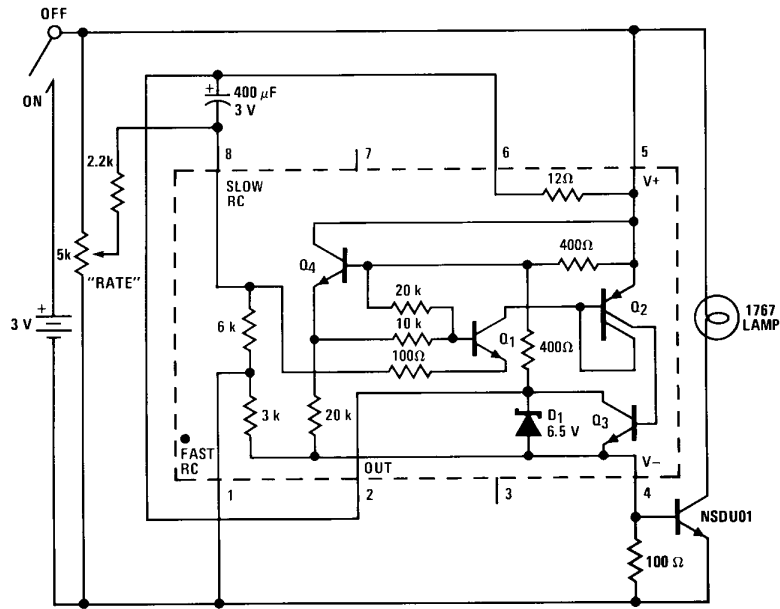 OFF
ON
+
400 µF
3 V
2.2k
5k
"RATE"
+
3 V
8
7
6
5
SLOW
RC
12Ω
V+
400Ω
Q4
20 k
10 k
100Ω
Q1
400Ω
Q2
6 k
3 k
20 k
D1
6.5 V
Q3
FAST
RC
OUT
V−
1
2
3
4
1767
LAMP
NSDU01
100 Ω